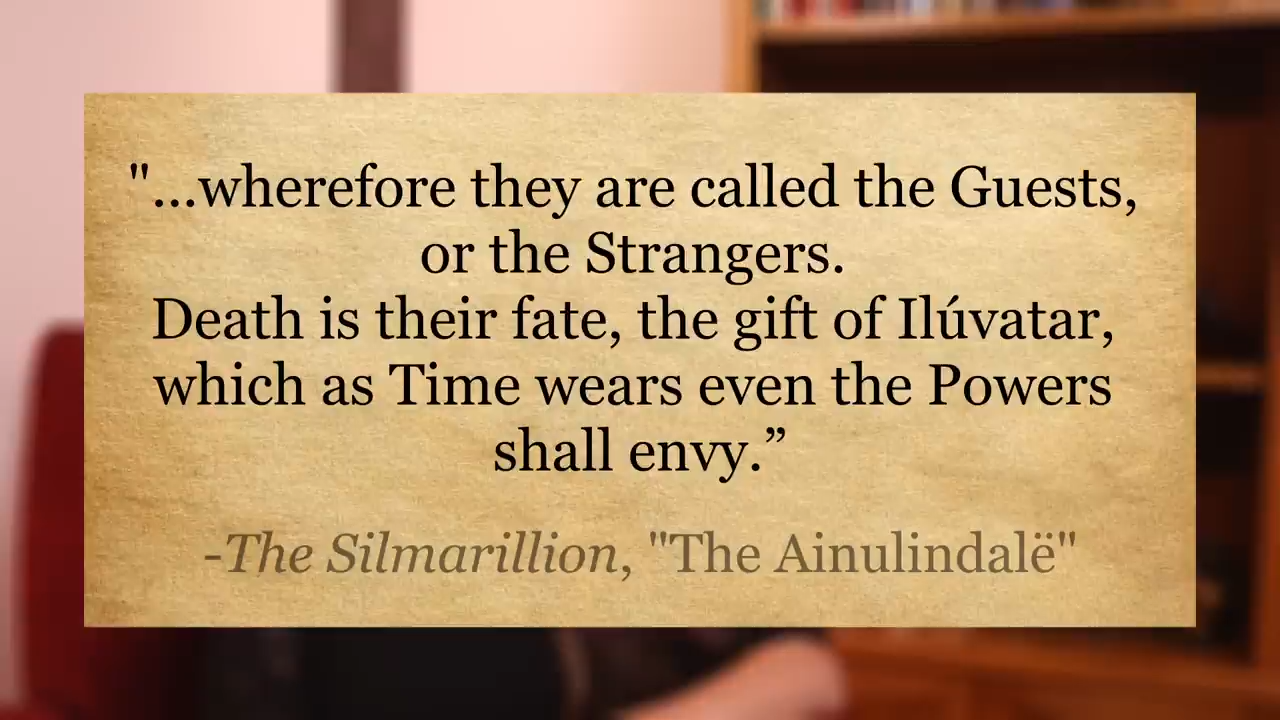 "...wherefore they are called the Guests,
or the Strangers.
Death is their fate, the gift of Ilúvatar,
which as Time wears even the Powers
shall envy.”
-The Silmarillion, "The Ainulindalë"